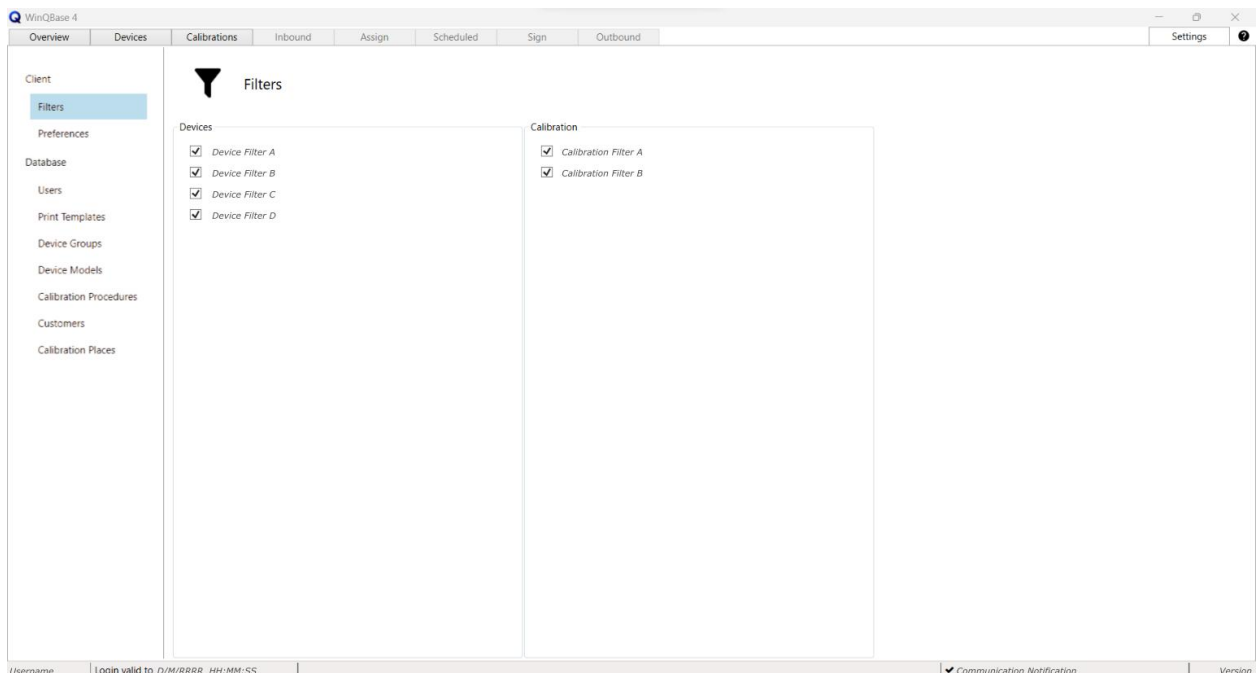 WinQBase 4
Overview Devices Calibrations Inbound Assign Scheduled Sign Outbound Settings ?
Client
Filters
Preferences
Database
Users
Print Templates
Device Groups
Device Models
Calibration Procedures
Customers
Calibration Places
Filters
Devices
Device Filter A
Device Filter B
Device Filter C
Device Filter D
Calibration
Calibration Filter A
Calibration Filter B
Username Login valid to D/M/RRRR HH:MM:SS Communication Notification Version